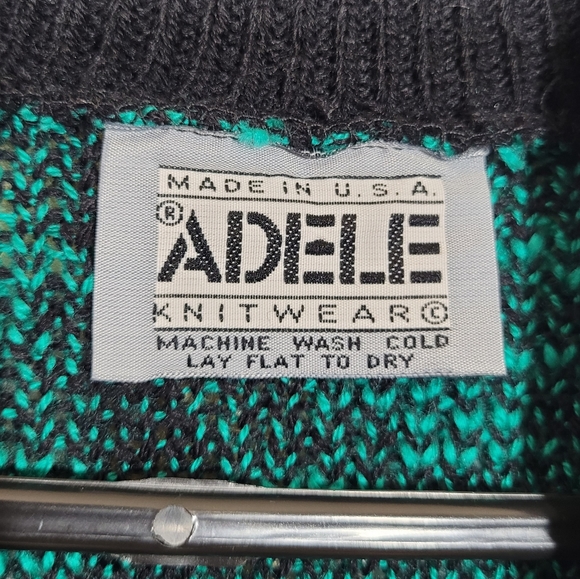 MADE IN U.S.A.
® ADELE
KNITWEAR ©
MACHINE WASH COLD
LAY FLAT TO DRY